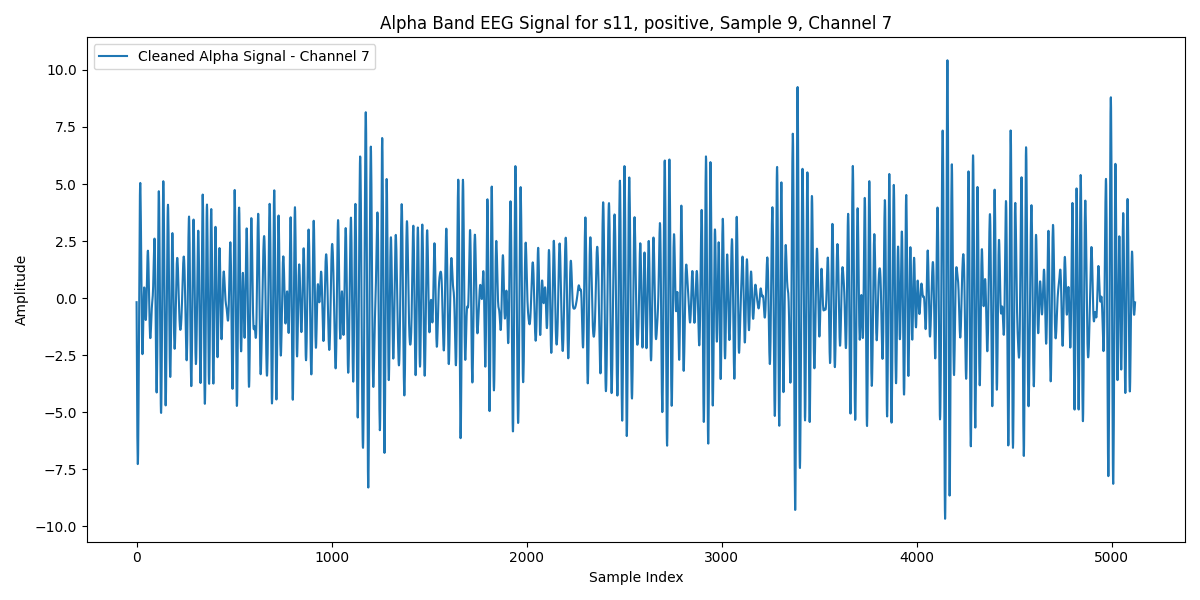 Alpha Band EEG Signal for s11, positive, Sample 9, Channel 7
Cleaned Alpha Signal - Channel 7
Amplitude
10.0
7.5
5.0
2.5
0.0
−2.5
−5.0
−7.5
−10.0
0 1000 2000 3000 4000 5000
Sample Index